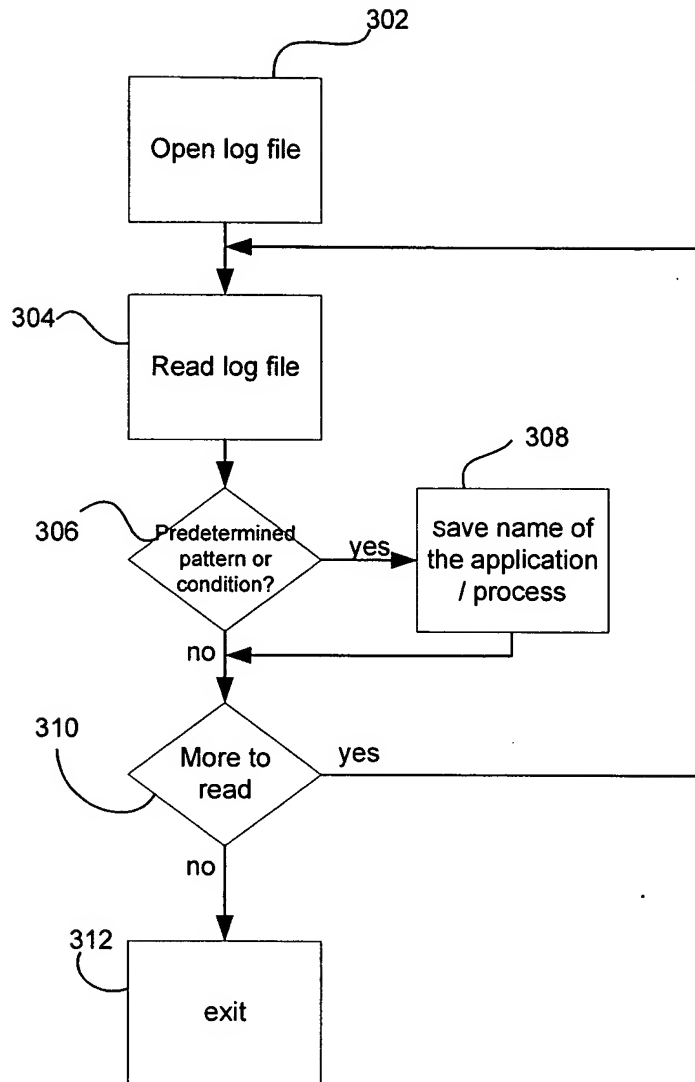 302
Open log file
304
Read log file
308
306
Predetermined
pattern or
condition?
yes
save name of
the application
/ process
no
310
More to
read
yes
no
312
exit